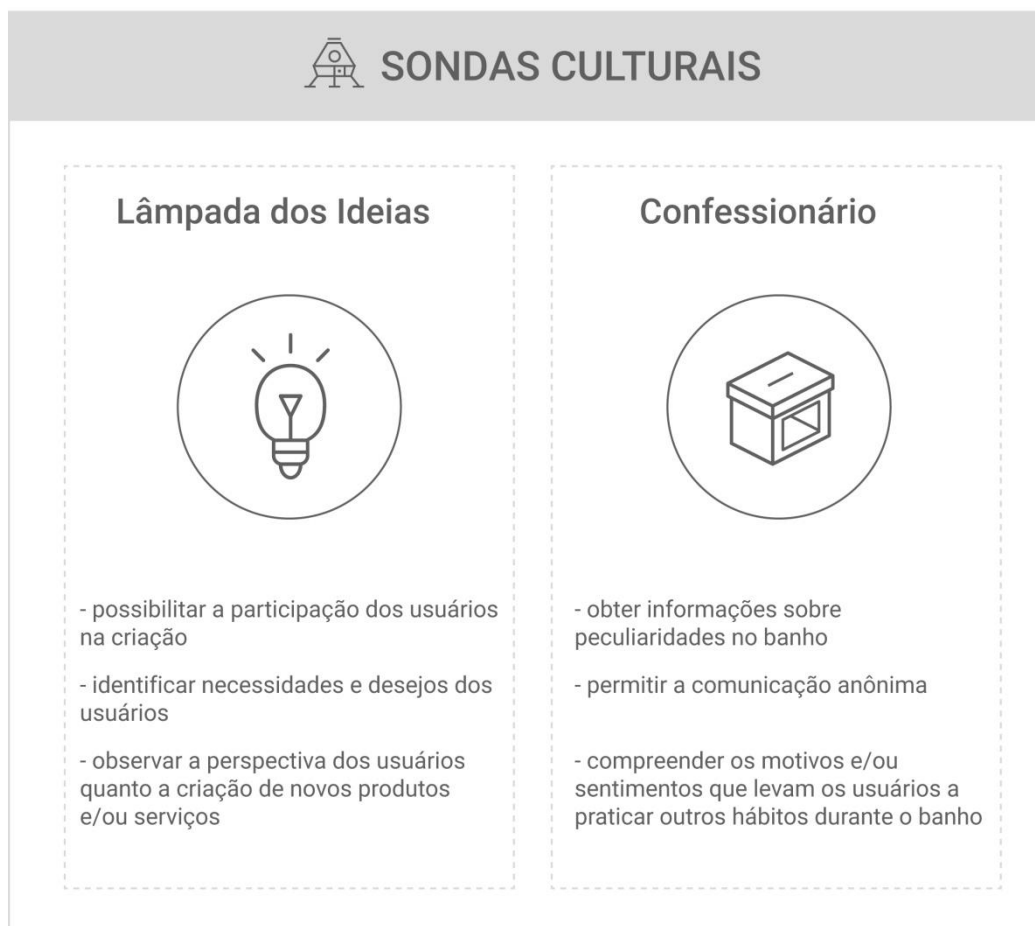 SONDAS CULTURAIS
Lâmpada dos Ideias
- possibilitar a participação dos usuários
na criação
- identificar necessidades e desejos dos
usuários
- observar a perspectiva dos usuários
quanto a criação de novos produtos
e/ou serviços
Confessionário
- obter informações sobre
peculiaridades no banho
- permitir a comunicação anônima
- compreender os motivos e/ou
sentimentos que levam os usuários a
praticar outros hábitos durante o banho